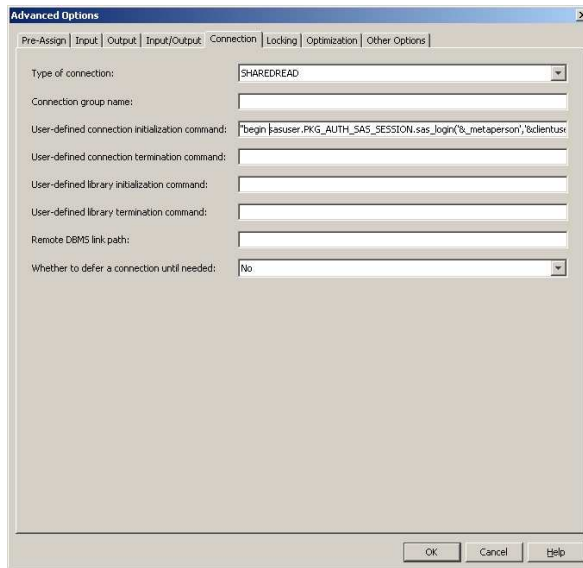 Advanced Options
Pre-Assign Input Output Input/Output Connection Locking Optimization Other Options
Type of connection: SHAREDREAD
Connection group name:
User-defined connection initialization command: "begin sasuser.PKG_AUTH_SAS_SESSION.sas_login('&_metaperson','&clientuse
User-defined connection termination command:
User-defined library initialization command:
User-defined library termination command:
Remote DBMS link path:
Whether to defer a connection until needed: No
OK Cancel Help